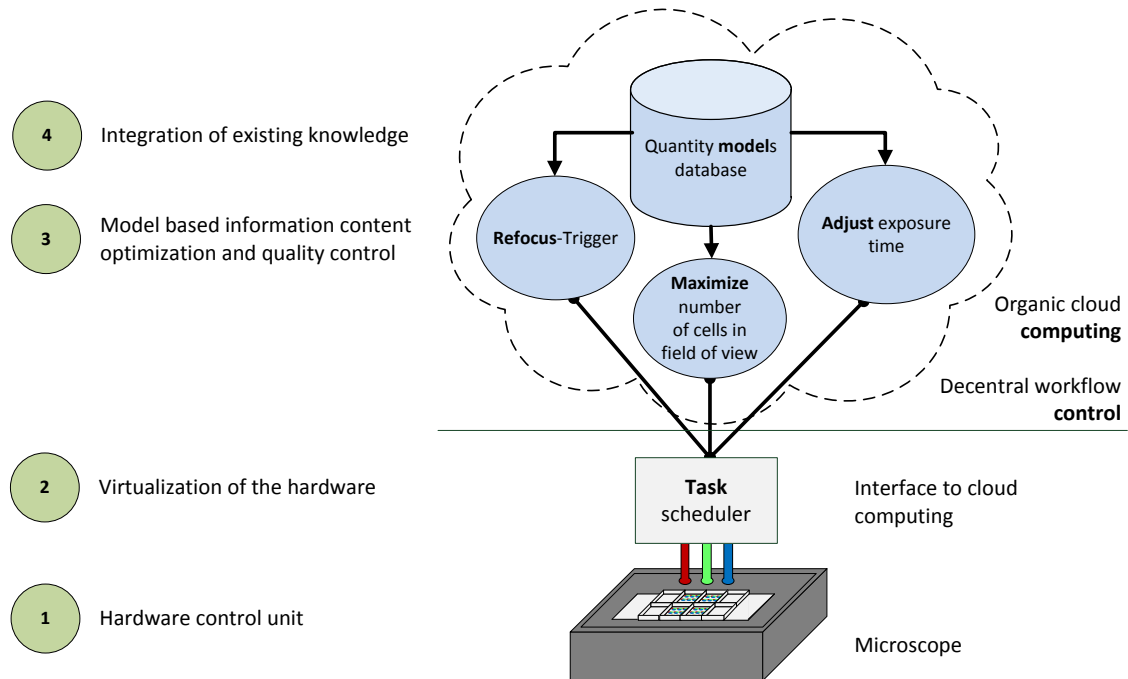 4
Integration of existing knowledge
3
Model based information content
optimization and quality control
2
Virtualization of the hardware
1
Hardware control unit
Quantity models
database
Refocus-Trigger
Adjust exposure
time
Maximize
number
of cells in
field of view
Organic cloud
computing
Decentral workflow
control
Task
scheduler
Interface to cloud
computing
Microscope